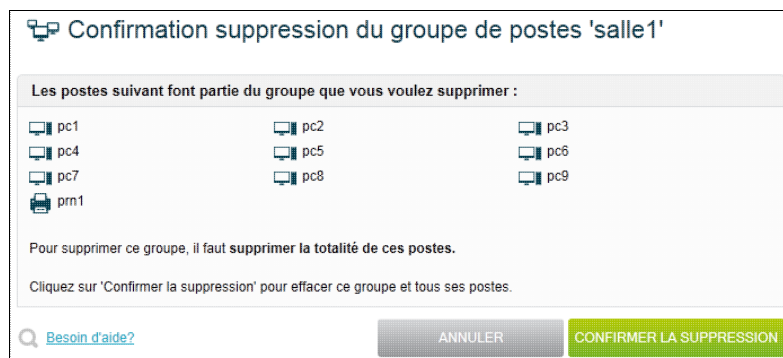 Confirmation suppression du groupe de postes 'salle1'
Les postes suivant font partie du groupe que vous voulez supprimer :
pc1 pc2 pc3
pc4 pc5 pc6
pc7 pc8 pc9
prn1
Pour supprimer ce groupe, il faut supprimer la totalité de ces postes.
Cliquez sur 'Confirmer la suppression' pour effacer ce groupe et tous ses postes.
Besoin d'aide? ANNULER CONFIRMER LA SUPPRESSION